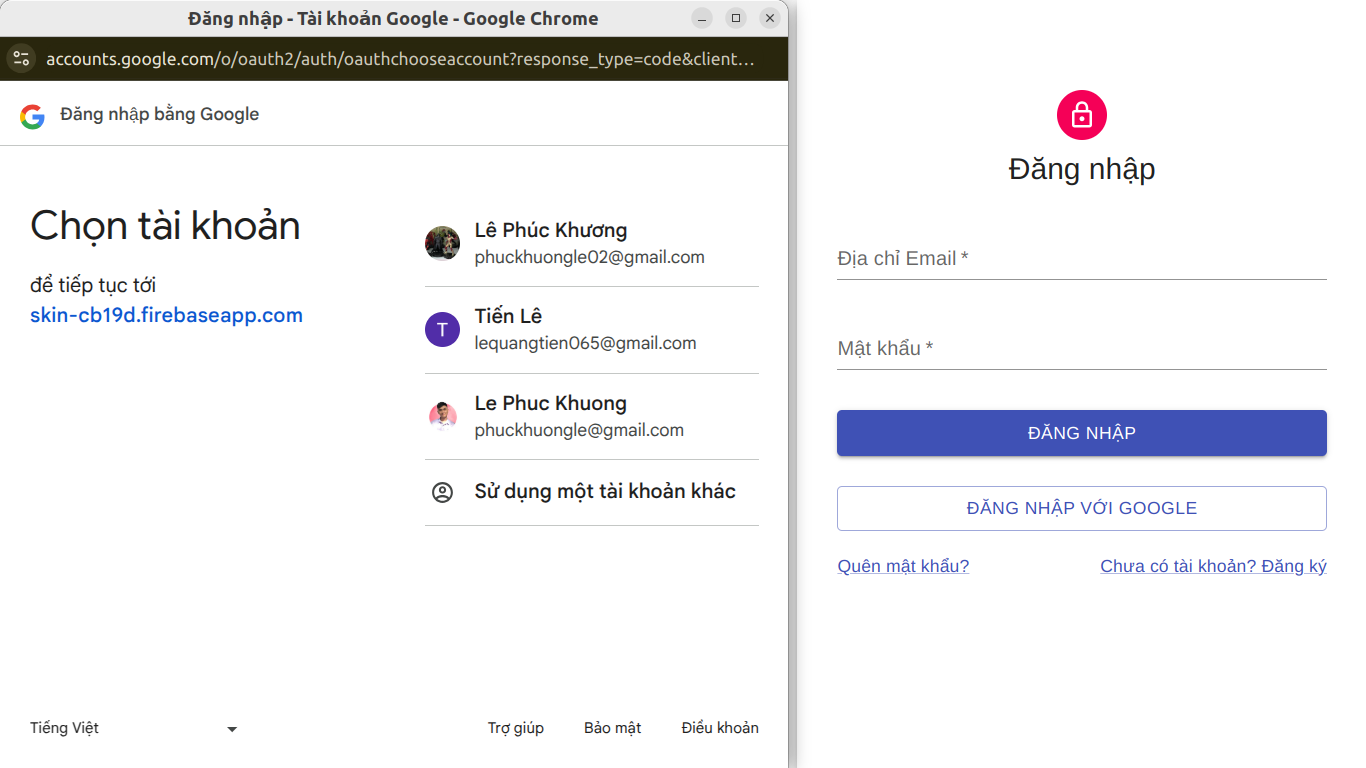 Đăng nhập - Tài khoản Google - Google Chrome
accounts.google.com/o/oauth2/auth/oauthchooseaccount?response_type=code&client…
Đăng nhập bằng Google
Chọn tài khoản
để tiếp tục tới
skin-cb19d.firebaseapp.com
Lê Phúc Khương
phuckhuongle02@gmail.com
T
Tiến Lê
lequangtien065@gmail.com
Le Phuc Khuong
phuckhuongle@gmail.com
Sử dụng một tài khoản khác
Tiếng Việt
Trợ giúp
Bảo mật
Điều khoản
Đăng nhập
Địa chỉ Email *
Mật khẩu *
ĐĂNG NHẬP
ĐĂNG NHẬP VỚI GOOGLE
Quên mật khẩu?
Chưa có tài khoản? Đăng ký